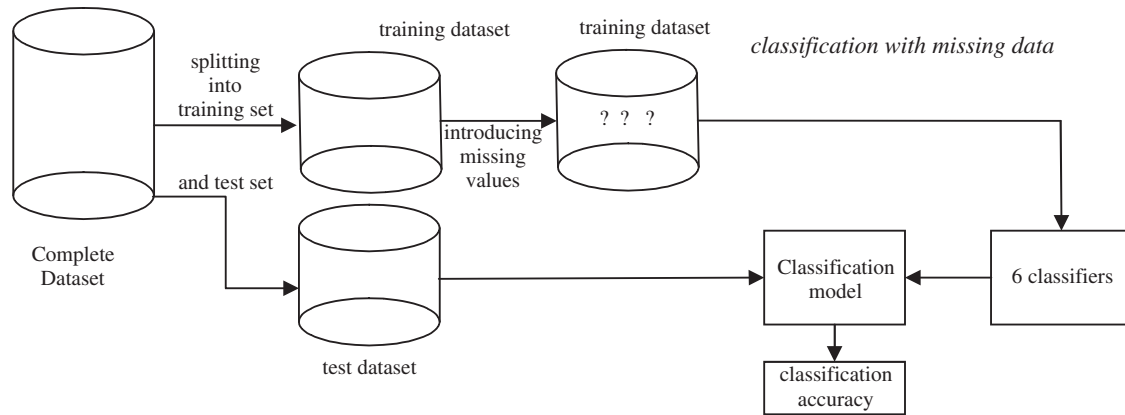 training dataset
training dataset
classification with missing data
splitting
into
training set
? ? ?
introducing
missing
values
and test set
Complete
Dataset
Classification
model
6 classifiers
test dataset
classification
accuracy